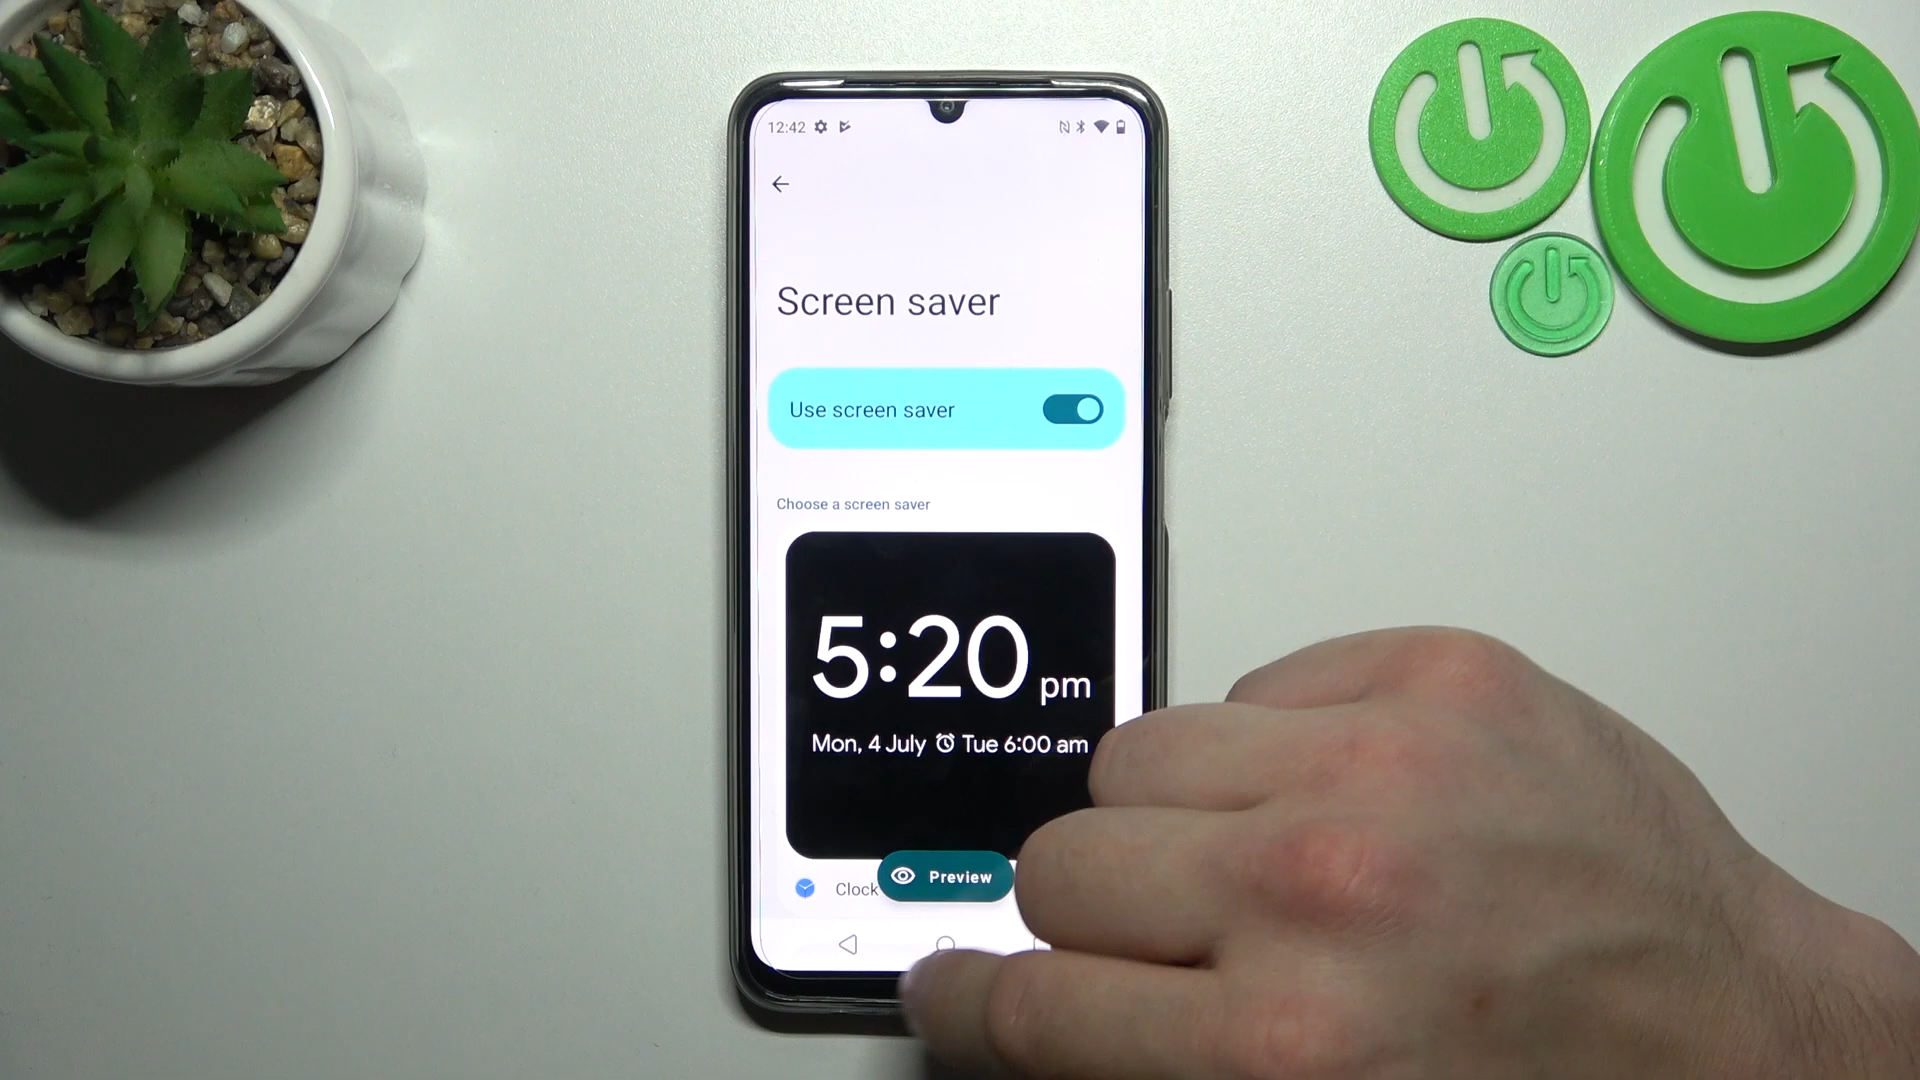 12:42
Screen saver
Use screen saver
Choose a screen saver
5:20 pm
Mon, 4 July Tue 6:00 am
Clock
Preview